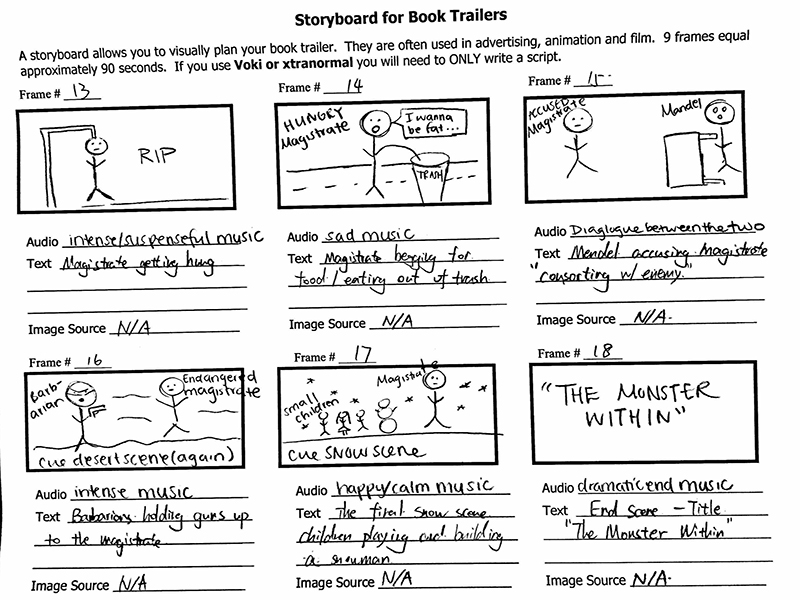 Storyboard for Book Trailers
A storyboard allows you to visually plan your book trailer. They are often used in advertising, animation and film. 9 frames equal
approximately 90 seconds. If you use Voki or xtranormal you will need to ONLY write a script.
Frame # 13
RIP
Audio intense/suspenseful music
Text Magistrate getting hung
Image Source N/A
Frame # 14
HUNGRY
Magistrate
I wanna
be fat...
TRASH
Audio sad music
Text Magistrate begging for
food / eating out of trash
Image Source N/A
Frame # 15
ACCUSED
Magistrate
Mandel
Audio Diaglogue between the two
Text Mendel accusing Magistrate
"consorting w/ enemy."
Image Source N/A.
Frame # 16
Barb-
arian
Endangered
magistrate
cue desert scene (again)
Audio intense music
Text Barbarians holding guns up
to the magistrate
Image Source N/A
Frame # 17
small
children
Magistrate
cue snow scene
Audio happy/calm music
Text The final snow scene
children playing and building
a snowman
Image Source N/A
Frame # 18
"THE MONSTER
WITHIN"
Audio dramatic end music
Text End Scene - Title
"The Monster Within"
Image Source N/A.